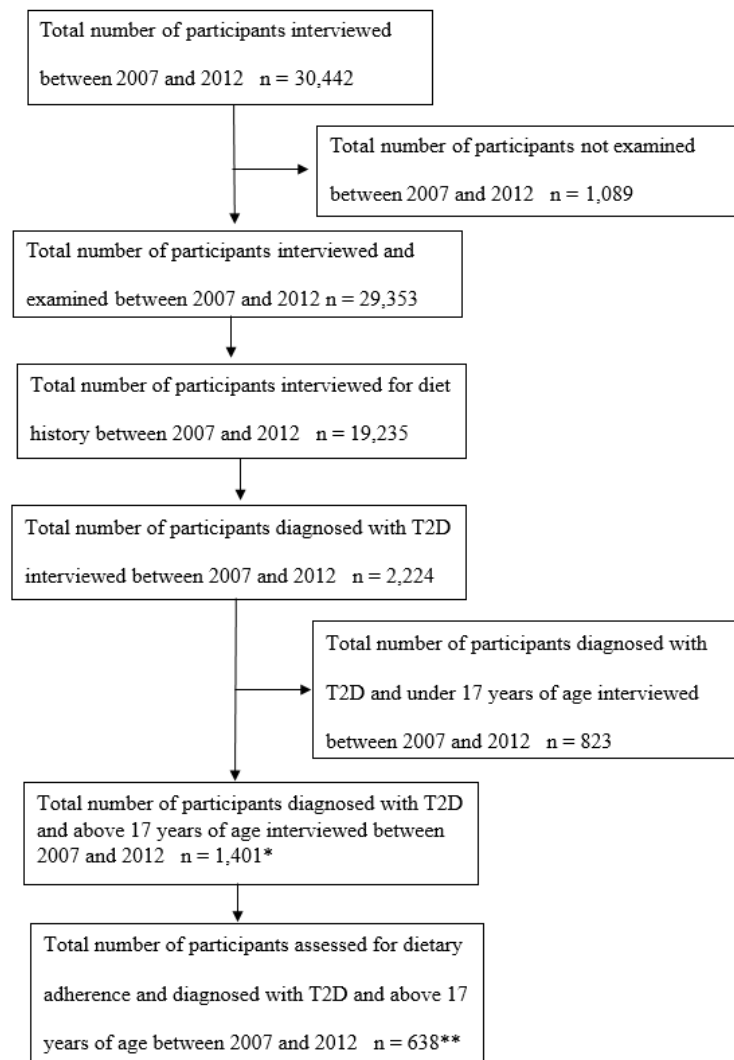 Total number of participants interviewed
between 2007 and 2012 n = 30,442
Total number of participants not examined
between 2007 and 2012 n = 1,089
Total number of participants interviewed and
examined between 2007 and 2012 n = 29,353
Total number of participants interviewed for diet
history between 2007 and 2012 n = 19,235
Total number of participants diagnosed with T2D
interviewed between 2007 and 2012 n = 2,224
Total number of participants diagnosed with
T2D and under 17 years of age interviewed
between 2007 and 2012 n = 823
Total number of participants diagnosed with T2D
and above 17 years of age interviewed between
2007 and 2012 n = 1,401*
Total number of participants assessed for dietary
adherence and diagnosed with T2D and above 17
years of age between 2007 and 2012 n = 638**